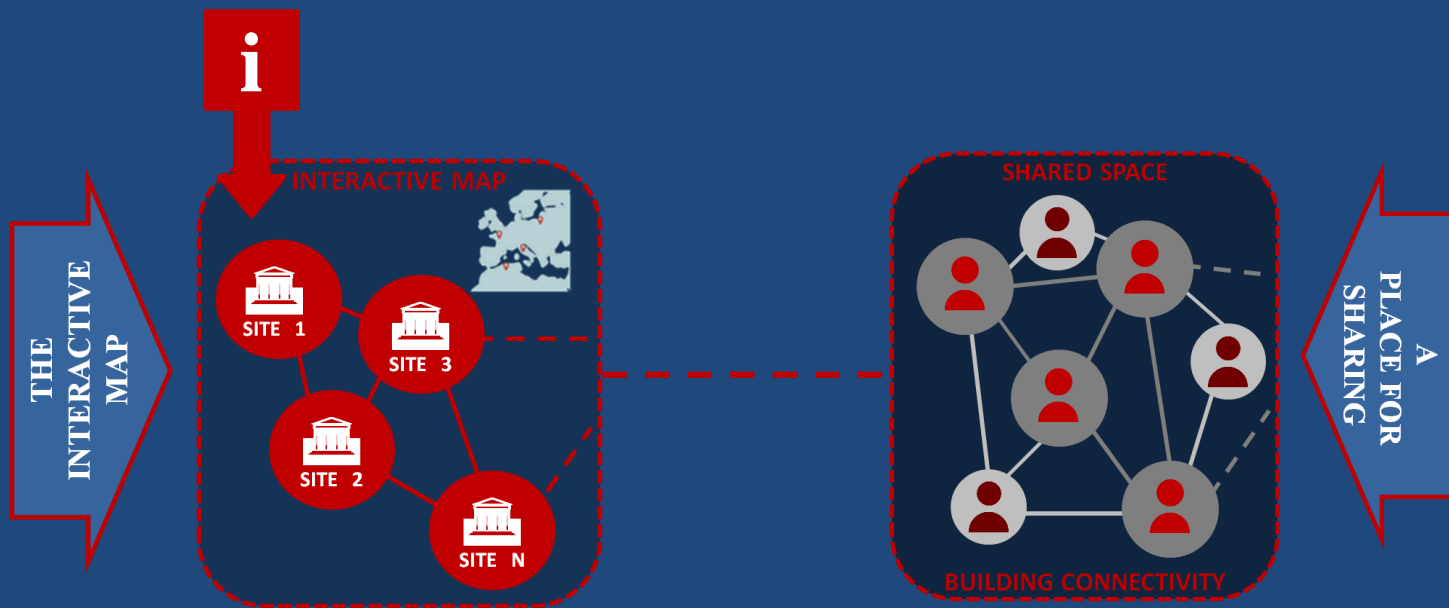 i
THE
INTERACTIVE
MAP
INTERACTIVE MAP
SITE 1
SITE 3
SITE 2
SITE N
SHARED SPACE
BUILDING CONNECTIVITY
A
PLACE FOR
SHARING